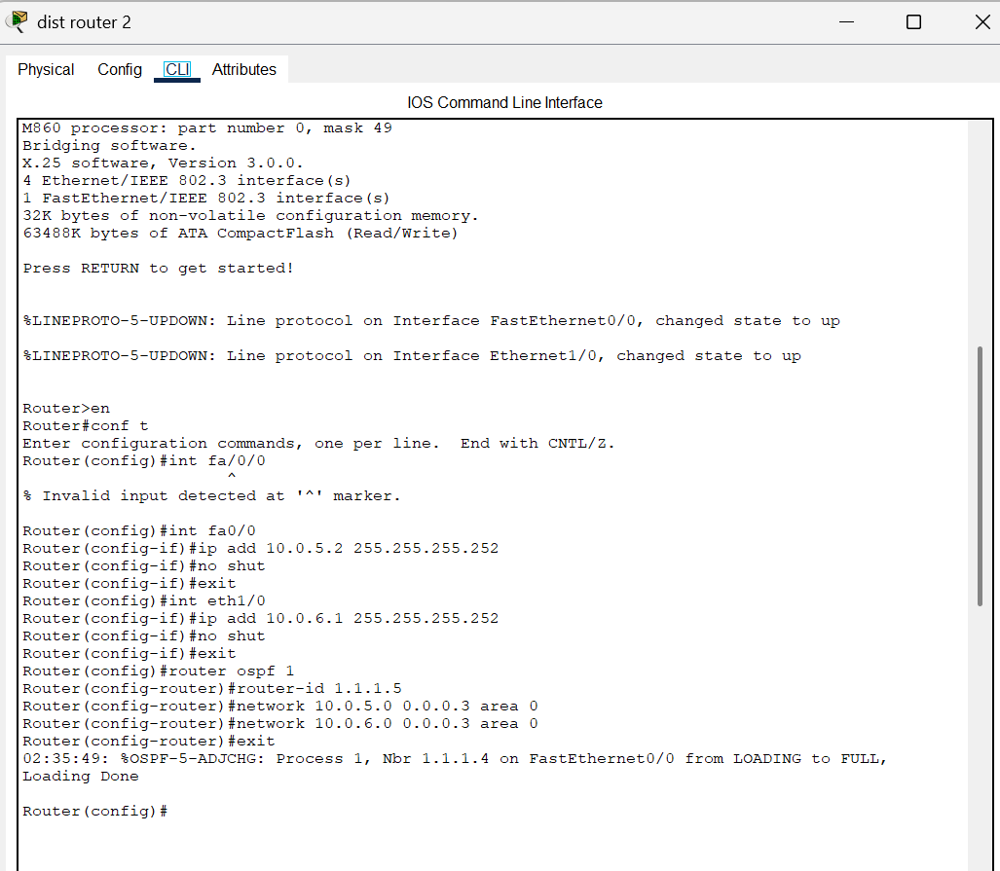 dist router 2
Physical Config CLI Attributes
IOS Command Line Interface
M860 processor: part number 0, mask 49
Bridging software.
X.25 software, Version 3.0.0.
4 Ethernet/IEEE 802.3 interface(s)
1 FastEthernet/IEEE 802.3 interface(s)
32K bytes of non-volatile configuration memory.
63488K bytes of ATA CompactFlash (Read/Write)
Press RETURN to get started!
%LINEPROTO-5-UPDOWN: Line protocol on Interface FastEthernet0/0, changed state to up
%LINEPROTO-5-UPDOWN: Line protocol on Interface Ethernet1/0, changed state to up
Router>en
Router#conf t
Enter configuration commands, one per line.  End with CNTL/Z.
Router(config)#int fa/0/0
^
% Invalid input detected at '^' marker.
Router(config)#int fa0/0
Router(config-if)#ip add 10.0.5.2 255.255.255.252
Router(config-if)#no shut
Router(config-if)#exit
Router(config)#int eth1/0
Router(config-if)#ip add 10.0.6.1 255.255.255.252
Router(config-if)#no shut
Router(config-if)#exit
Router(config)#router ospf 1
Router(config-router)#router-id 1.1.1.5
Router(config-router)#network 10.0.5.0 0.0.0.3 area 0
Router(config-router)#network 10.0.6.0 0.0.0.3 area 0
Router(config-router)#exit
02:35:49: %OSPF-5-ADJCHG: Process 1, Nbr 1.1.1.4 on FastEthernet0/0 from LOADING to FULL,
Loading Done
Router(config)#